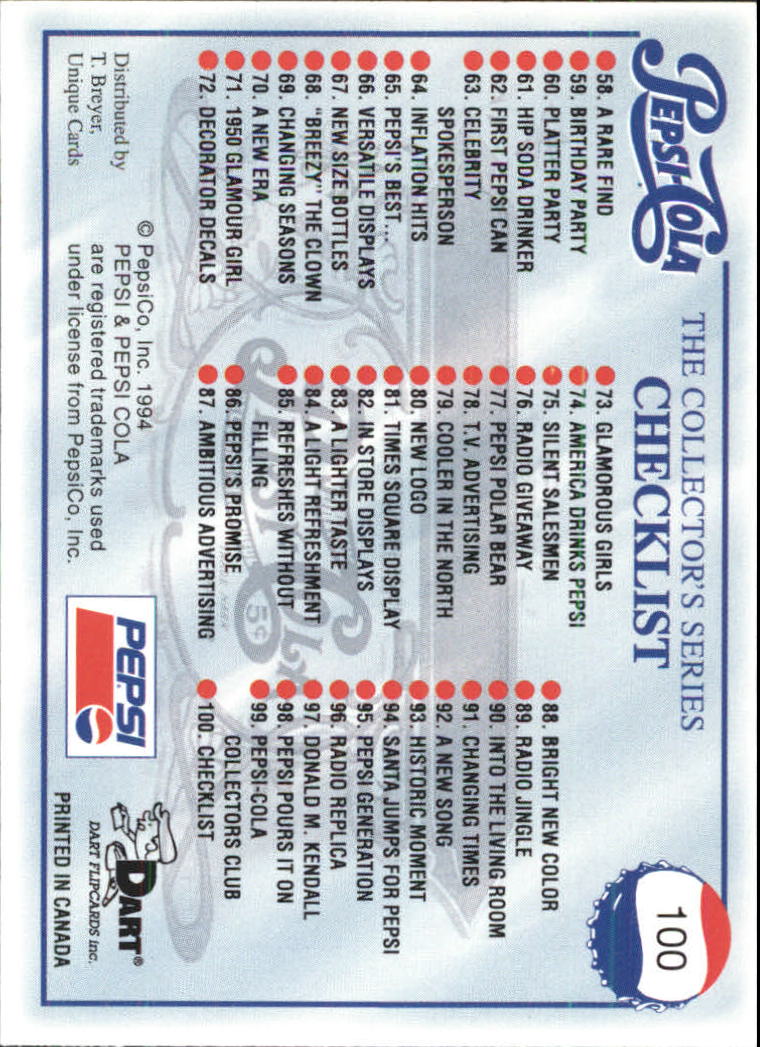 PEPSI-COLA
THE COLLECTOR'S SERIES
CHECKLIST
100
58. A RARE FIND
59. BIRTHDAY PARTY
60. PLATTER PARTY
61. HIP SODA DRINKER
62. FIRST PEPSI CAN
63. CELEBRITY
SPOKESPERSON
64. INFLATION HITS
65. PEPSI'S BEST...
66. VERSATILE DISPLAYS
67. NEW SIZE BOTTLES
68. "BREEZY" THE CLOWN
69. CHANGING SEASONS
70. A NEW ERA
71. 1950 GLAMOUR GIRL
72. DECORATOR DECALS
73. GLAMOROUS GIRLS
74. AMERICA DRINKS PEPSI
75. SILENT SALESMEN
76. RADIO GIVEAWAY
77. PEPSI POLAR BEAR
78. T.V. ADVERTISING
79. COOLER IN THE NORTH
80. NEW LOGO
81. TIMES SQUARE DISPLAY
82. IN STORE DISPLAYS
83. A LIGHTER TASTE
84. A LIGHT REFRESHMENT
85. REFRESHES WITHOUT
FILLING
86. PEPSI'S PROMISE
87. AMBITIOUS ADVERTISING
88. BRIGHT NEW COLOR
89. RADIO JINGLE
90. INTO THE LIVING ROOM
91. CHANGING TIMES
92. A NEW SONG
93. HISTORIC MOMENT
94. SANTA JUMPS FOR PEPSI
95. PEPSI GENERATION
96. RADIO REPLICA
97. DONALD M. KENDALL
98. PEPSI POURS IT ON
99. PEPSI-COLA
COLLECTORS CLUB
100. CHECKLIST
Distributed by
T. Breyer,
Unique Cards
© PepsiCo, Inc. 1994
PEPSI & PEPSI COLA
are registered trademarks used
under license from PepsiCo, Inc.
PEPSI
DART®
DART FLIPCARDS inc.
PRINTED IN CANADA
Pepsi Cola
5¢